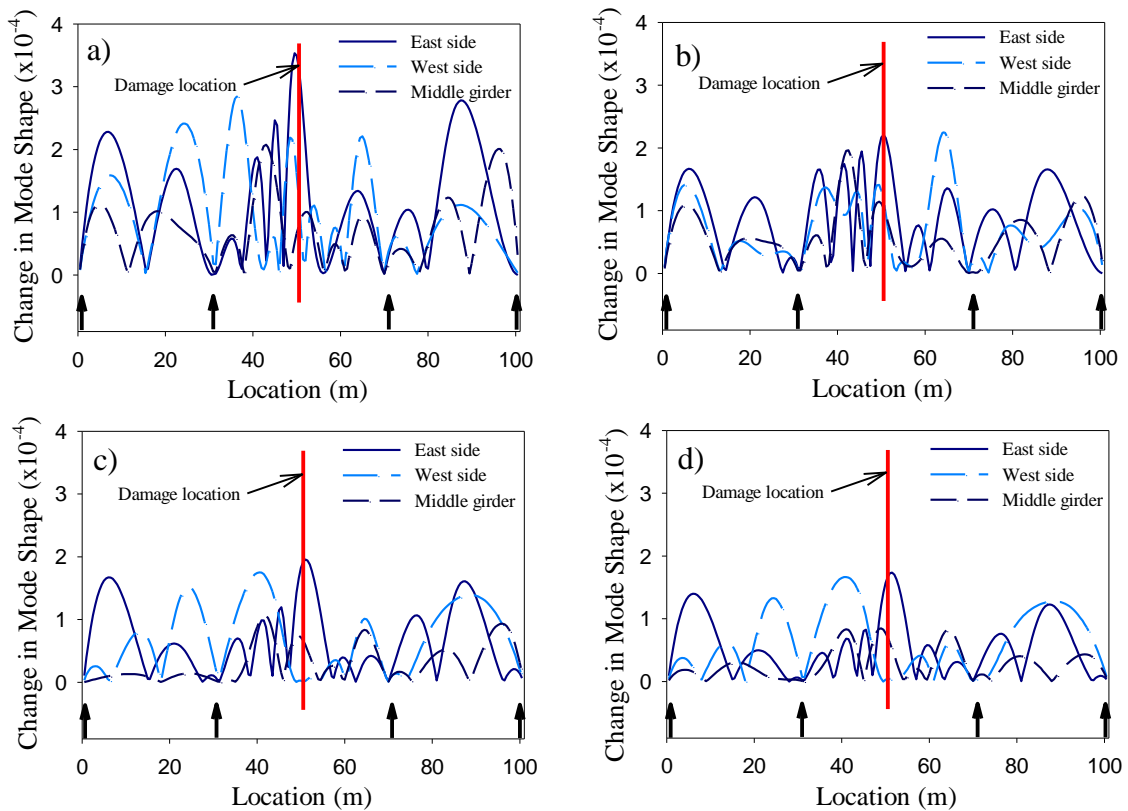 a)
East side
West side
Middle girder
Damage location
Change in Mode Shape (x10-4)
4
3
2
1
0
0 20 40 60 80 100
Location (m)
b)
East side
West side
Middle girder
Damage location
Change in Mode Shape (x10-4)
4
3
2
1
0
0 20 40 60 80 100
Location (m)
c)
East side
West side
Middle girder
Damage location
Change in Mode Shape (x10-4)
4
3
2
1
0
0 20 40 60 80 100
Location (m)
d)
East side
West side
Middle girder
Damage location
Change in Mode Shape (x10-4)
4
3
2
1
0
0 20 40 60 80 100
Location (m)